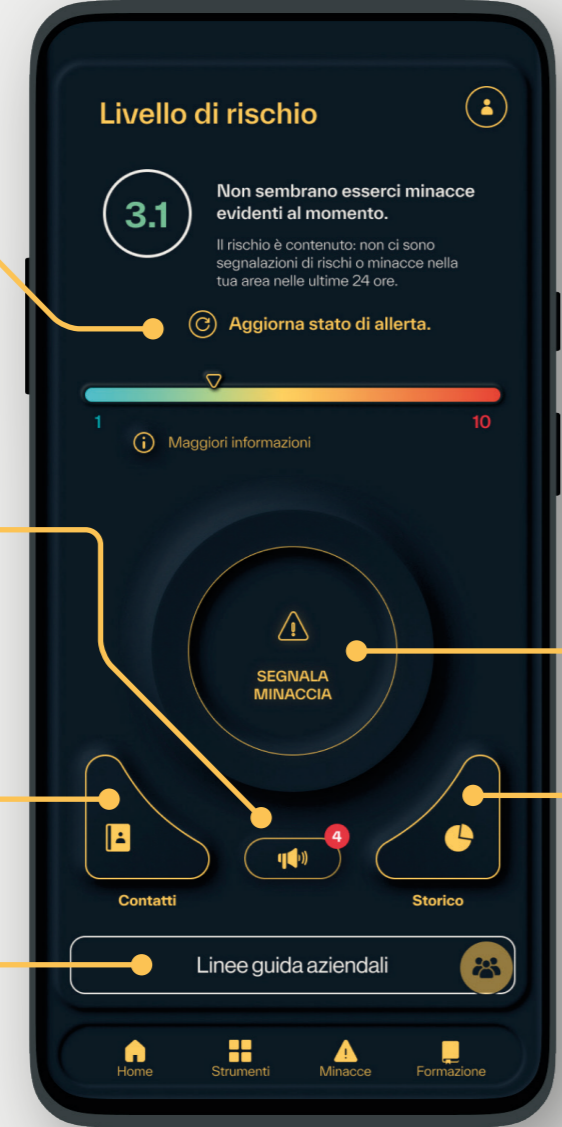 Livello di rischio
3.1
Non sembrano esserci minacce
evidenti al momento.
Il rischio è contenuto: non ci sono
segnalazioni di rischi o minacce nella
tua area nelle ultime 24 ore.
Aggiorna stato di allerta.
1
10
Maggiori informazioni
SEGNALA
MINACCIA
4
Contatti
Storico
Linee guida aziendali
Home
Strumenti
Minacce
Formazione